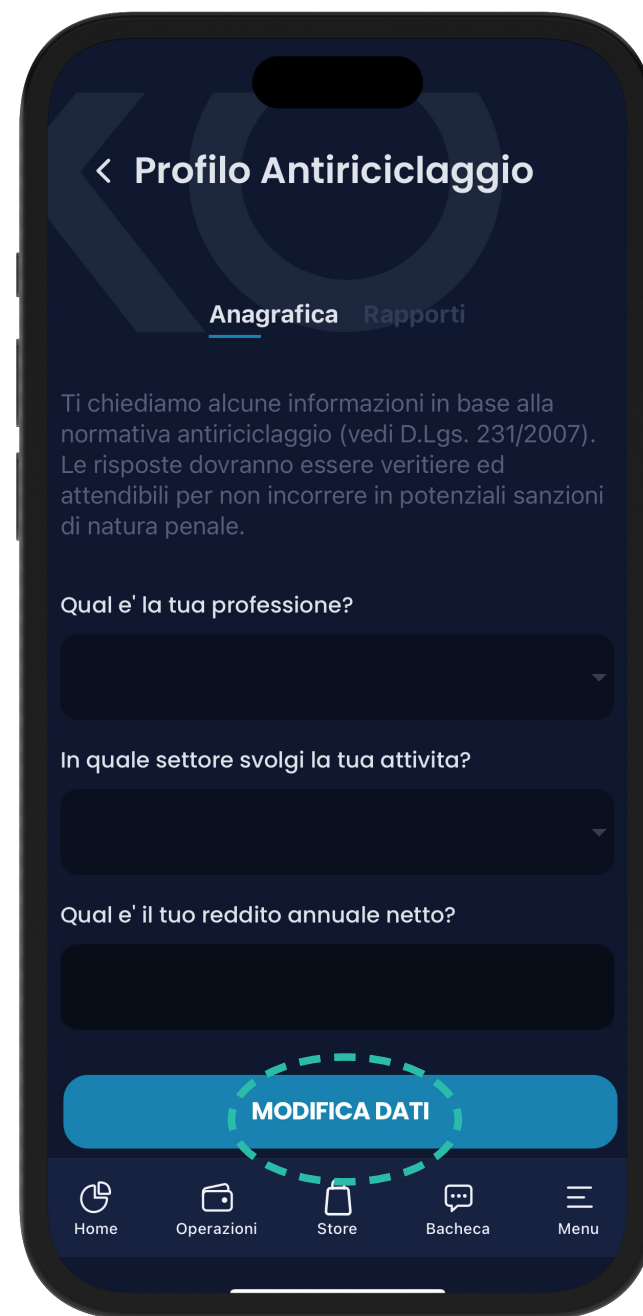 Profilo Antiriciclaggio
Anagrafica Rapporti
Ti chiediamo alcune informazioni in base alla
normativa antiriciclaggio (vedi D.Lgs. 231/2007).
Le risposte dovranno essere veritiere ed
attendibili per non incorrere in potenziali sanzioni
di natura penale.
Qual e' la tua professione?
In quale settore svolgi la tua attivita?
Qual e' il tuo reddito annuale netto?
MODIFICA DATI
Home Operazioni Store Bacheca Menu